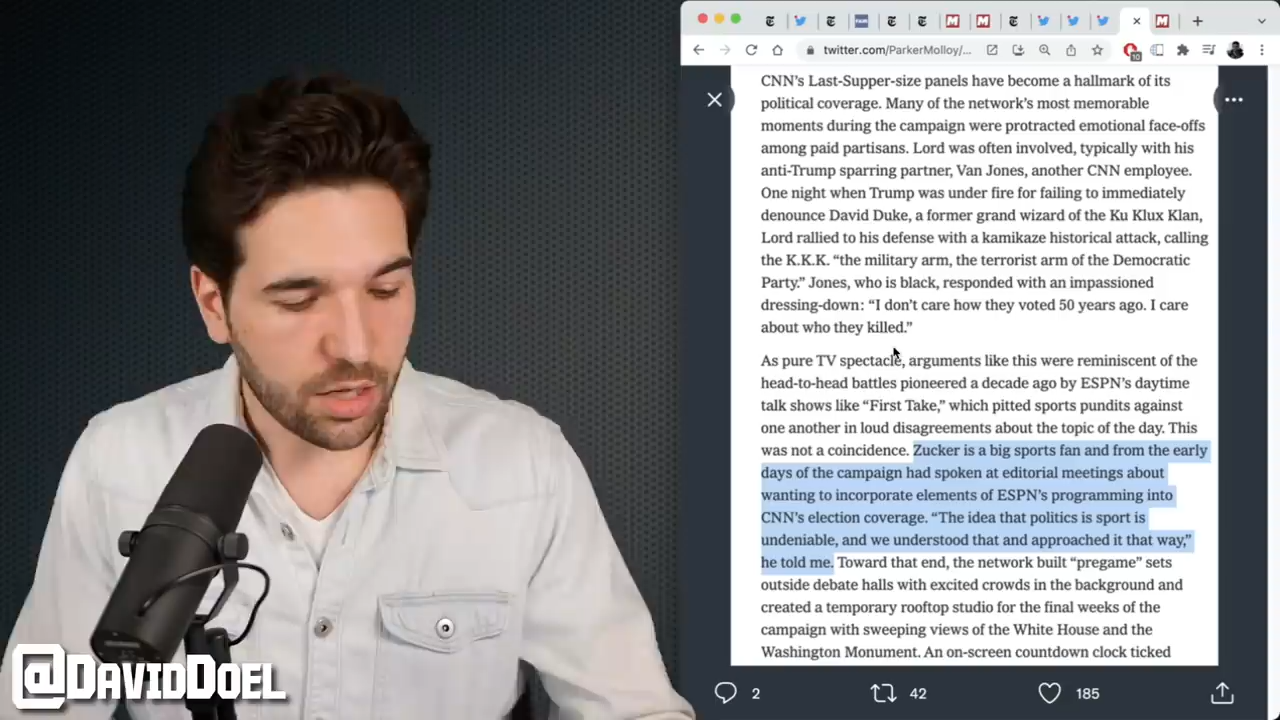 twitter.com/ParkerMolloy/...
10
CNN’s Last-Supper-size panels have become a hallmark of its
political coverage. Many of the network’s most memorable
moments during the campaign were protracted emotional face-offs
among paid partisans. Lord was often involved, typically with his
anti-Trump sparring partner, Van Jones, another CNN employee.
One night when Trump was under fire for failing to immediately
denounce David Duke, a former grand wizard of the Ku Klux Klan,
Lord rallied to his defense with a kamikaze historical attack, calling
the K.K.K. “the military arm, the terrorist arm of the Democratic
Party.” Jones, who is black, responded with an impassioned
dressing-down: “I don’t care how they voted 50 years ago. I care
about who they killed.”
As pure TV spectacle, arguments like this were reminiscent of the
head-to-head battles pioneered a decade ago by ESPN’s daytime
talk shows like “First Take,” which pitted sports pundits against
one another in loud disagreements about the topic of the day. This
was not a coincidence. Zucker is a big sports fan and from the early
days of the campaign had spoken at editorial meetings about
wanting to incorporate elements of ESPN’s programming into
CNN’s election coverage. “The idea that politics is sport is
undeniable, and we understood that and approached it that way,”
he told me. Toward that end, the network built “pregame” sets
outside debate halls with excited crowds in the background and
created a temporary rooftop studio for the final weeks of the
campaign with sweeping views of the White House and the
Washington Monument. An on-screen countdown clock ticked
2
42
185
@DavidDoel